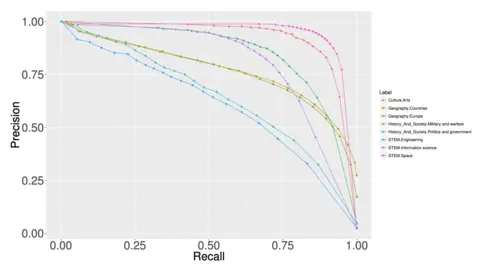 1.00
0.75
0.50
0.25
0.00
Precision
0.00
0.25
0.50
0.75
1.00
Recall
Label
Culture.Arts
Geography.Countries
Geography.Europe
History_And_Society.Military and warfare
History_And_Society.Politics and government
STEM.Engineering
STEM.Information science
STEM.Space